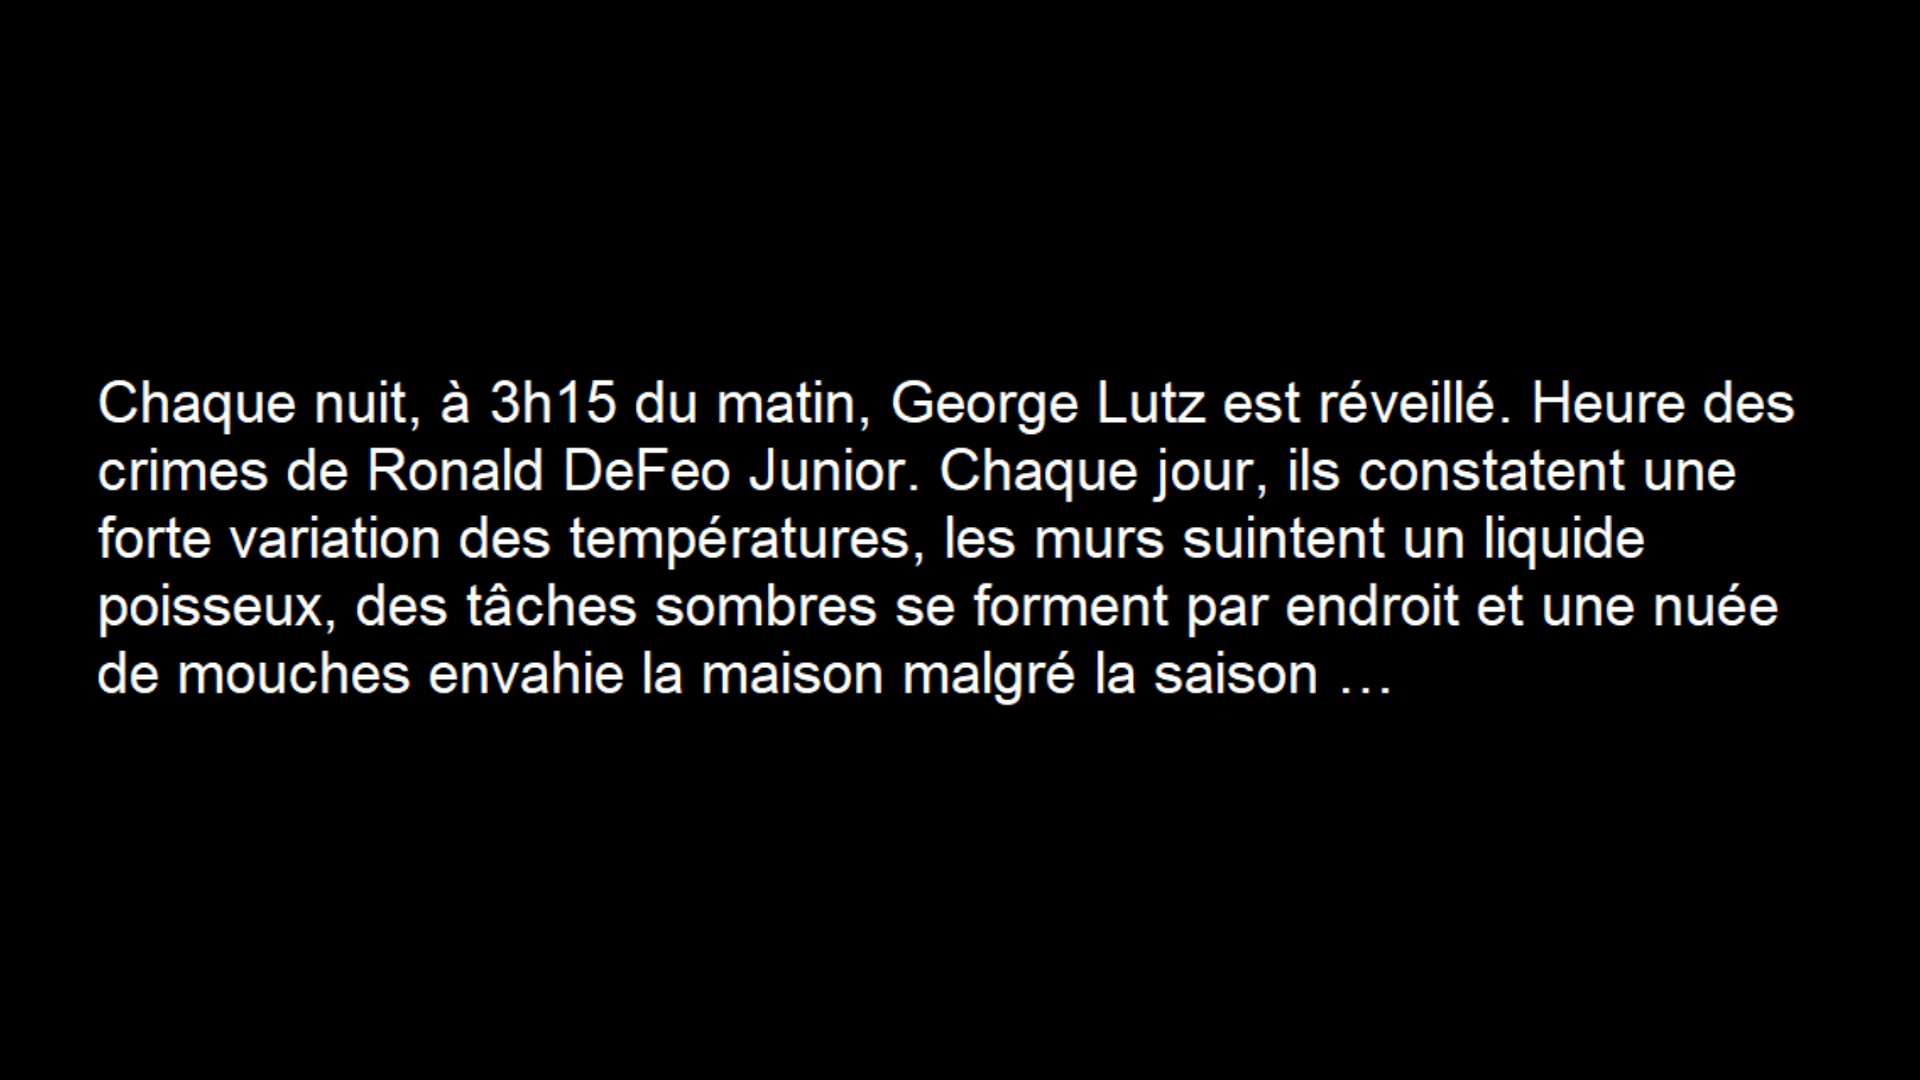 Chaque nuit, à 3h15 du matin, George Lutz est réveillé. Heure des
crimes de Ronald DeFeo Junior. Chaque jour, ils constatent une
forte variation des températures, les murs suintent un liquide
poisseux, des tâches sombres se forment par endroit et une nuée
de mouches envahie la maison malgré la saison …